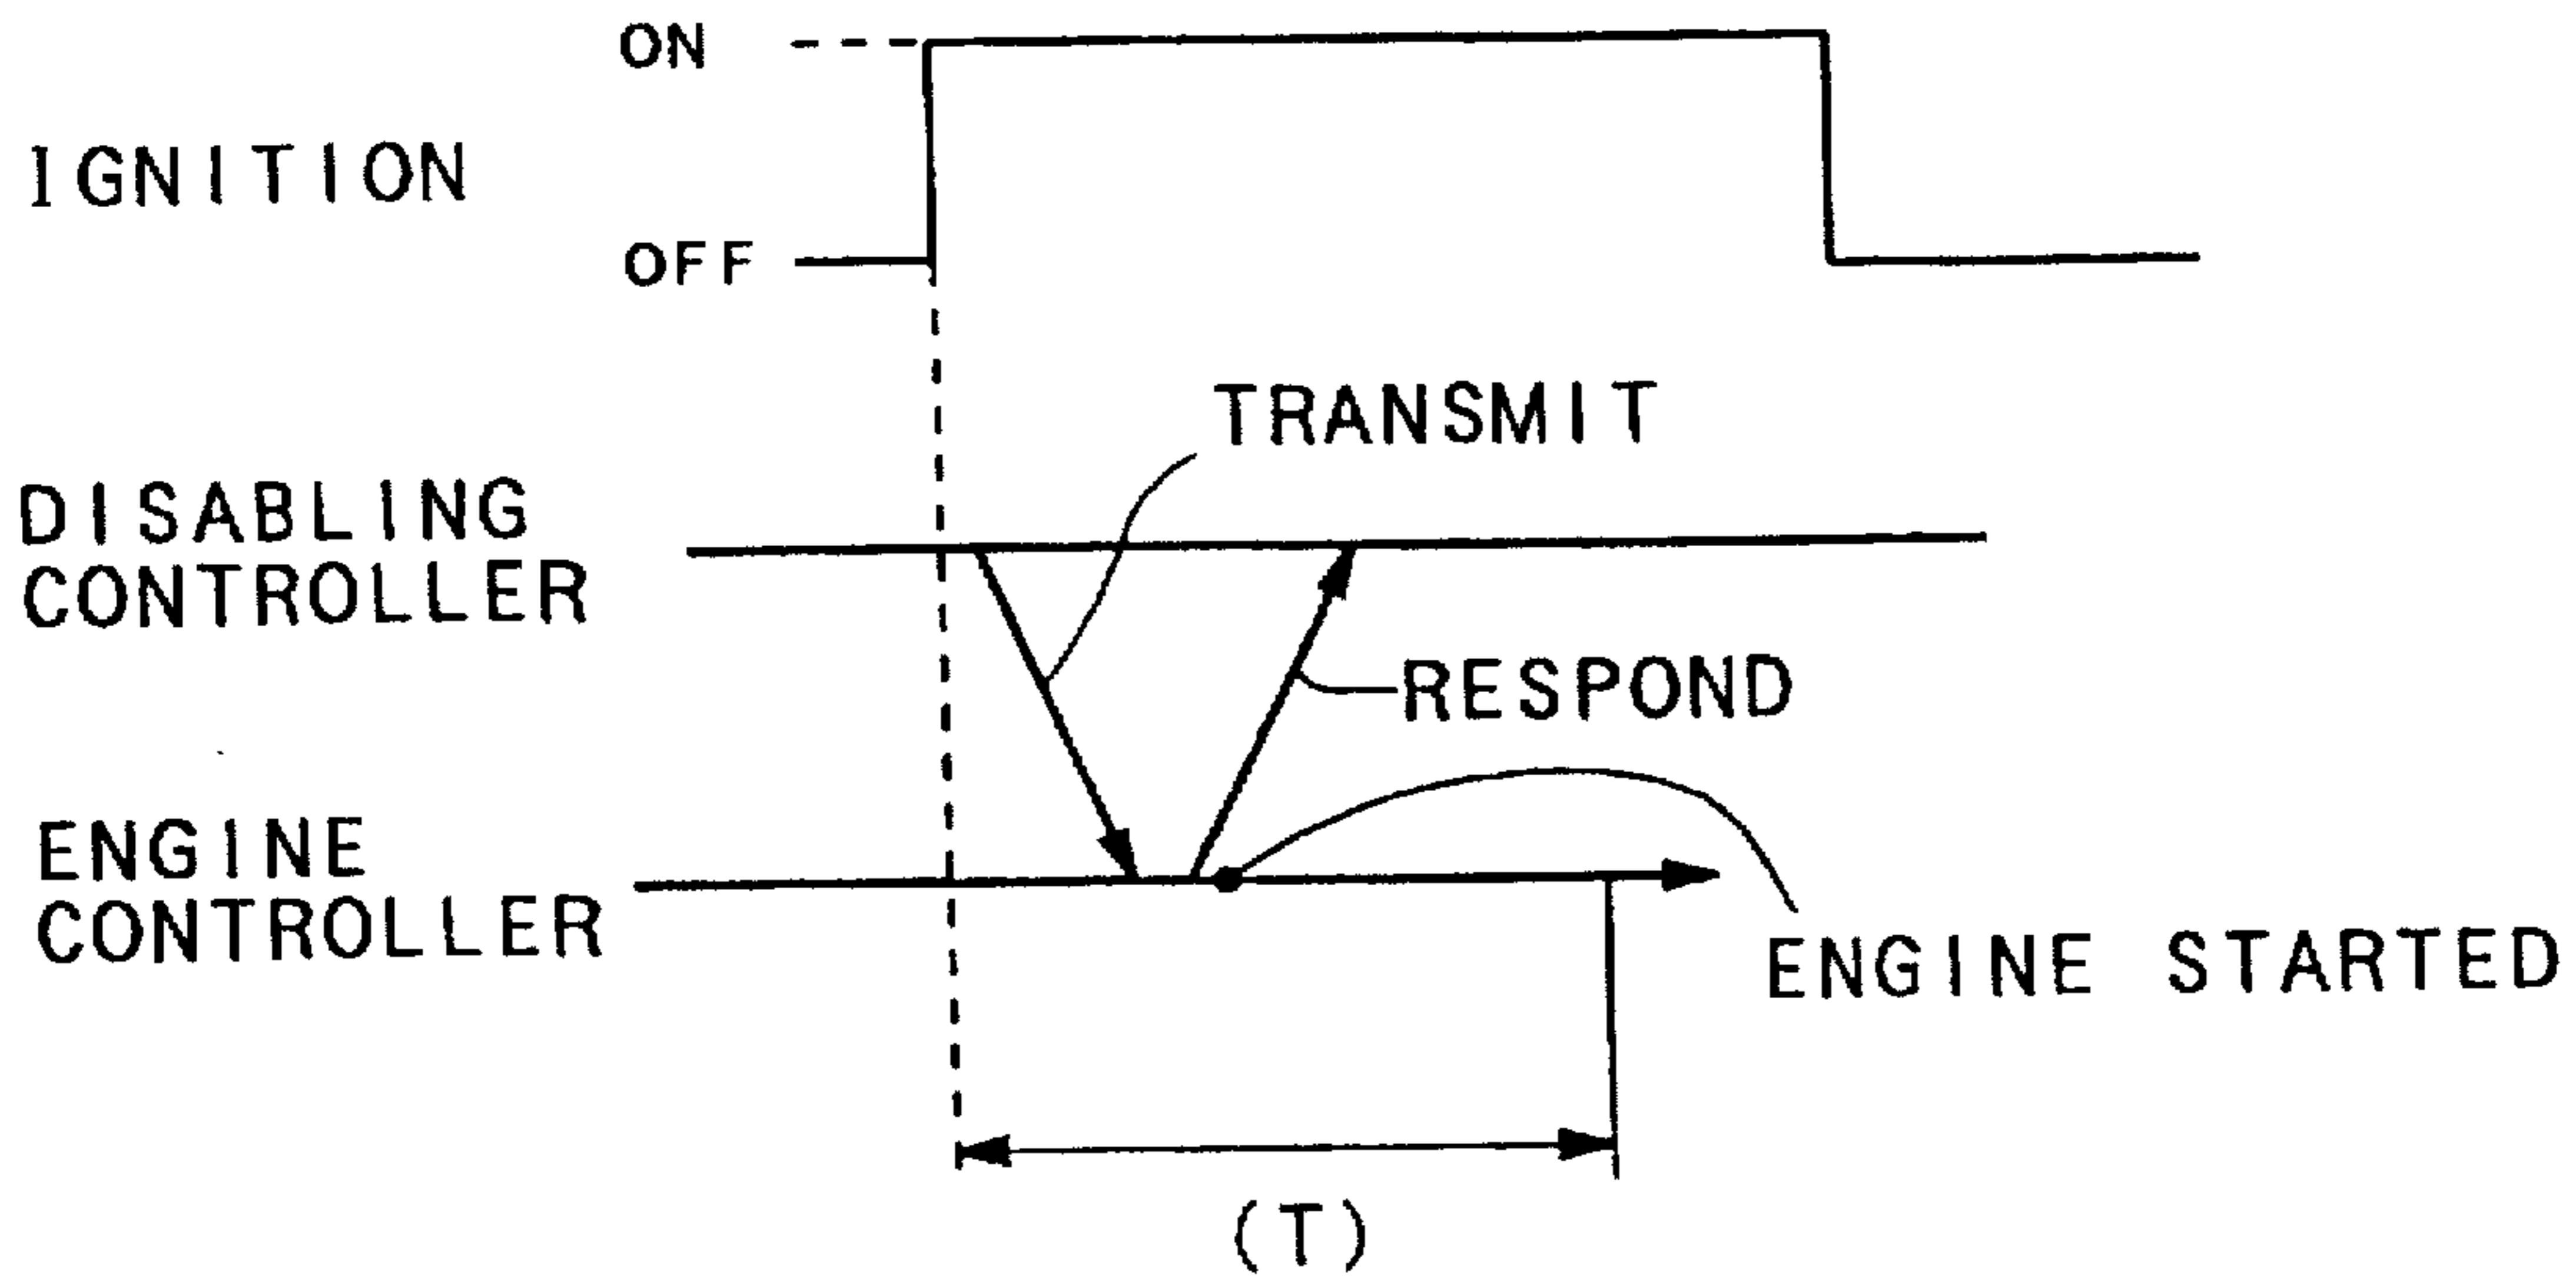 ON
IGNITION
OFF
TRANSMIT
DISABLING
CONTROLLER
RESPOND
ENGINE
CONTROLLER
ENGINE STARTED
(T)